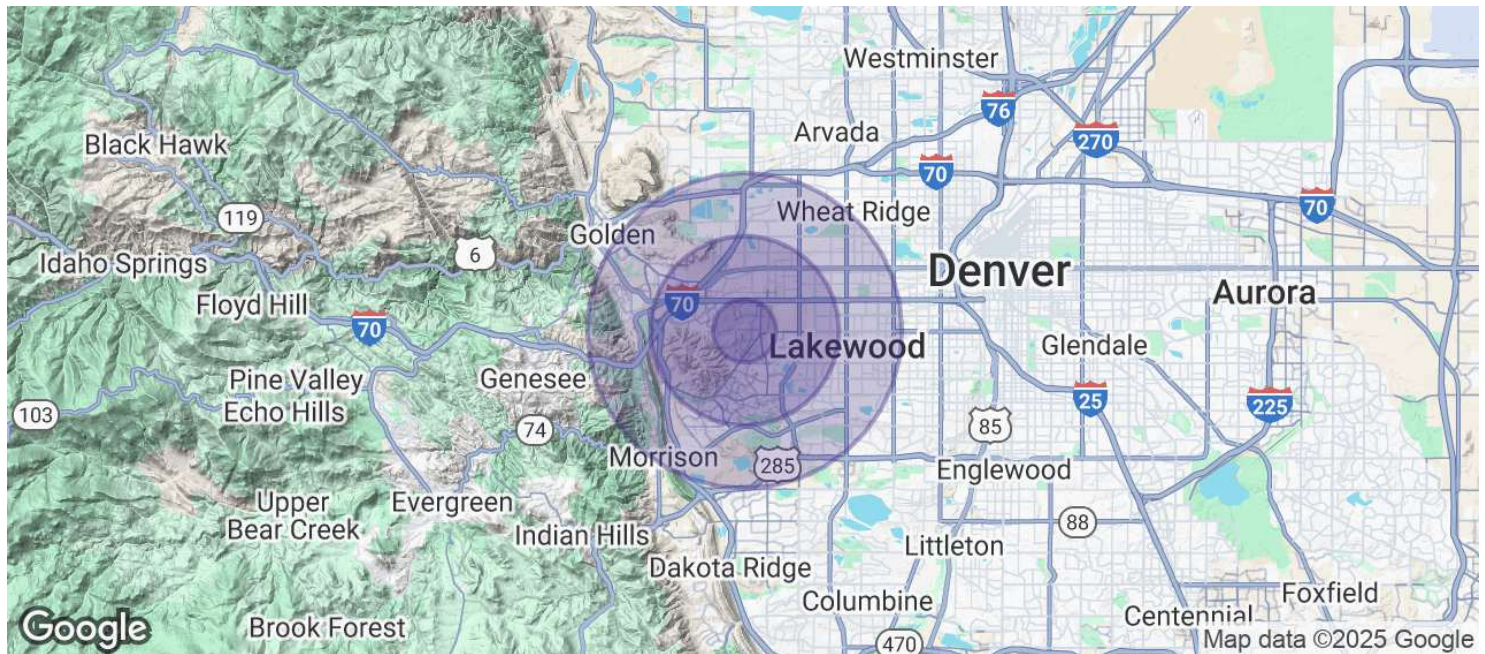 Westminster
76
Arvada
270
Black Hawk
70
70
119
Wheat Ridge
Golden
6
Idaho Springs
Denver
Floyd Hill
70
Aurora
70
Lakewood
Glendale
Pine Valley
Genesee
Echo Hills
103
25
225
74
85
Morrison
285
Englewood
Upper
Bear Creek
Evergreen
Indian Hills
88
Littleton
Dakota Ridge
Columbine
Foxfield
Centennial
Google
Brook Forest
470
Map data ©2025 Google